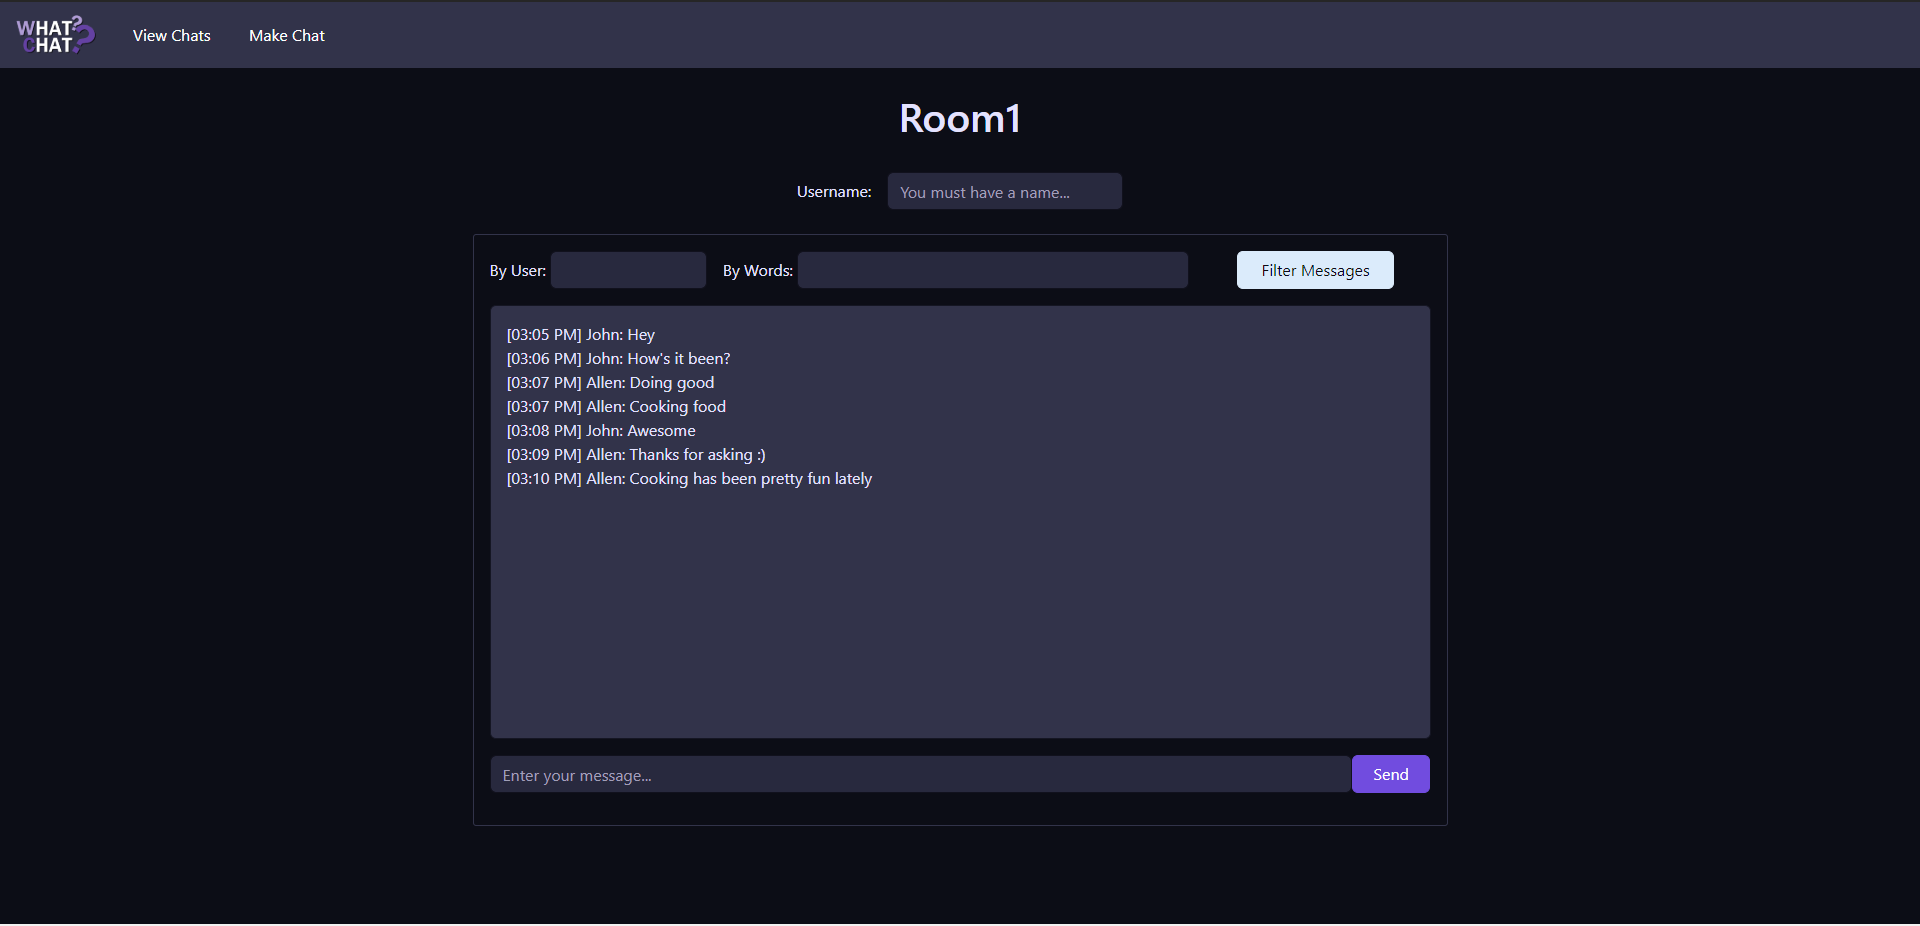 WHAT?
CHAT?
View Chats
Make Chat
Room1
Username: You must have a name...
By User: By Words: Filter Messages
[03:05 PM] John: Hey
[03:06 PM] John: How's it been?
[03:07 PM] Allen: Doing good
[03:07 PM] Allen: Cooking food
[03:08 PM] John: Awesome
[03:09 PM] Allen: Thanks for asking :)
[03:10 PM] Allen: Cooking has been pretty fun lately
Enter your message... Send